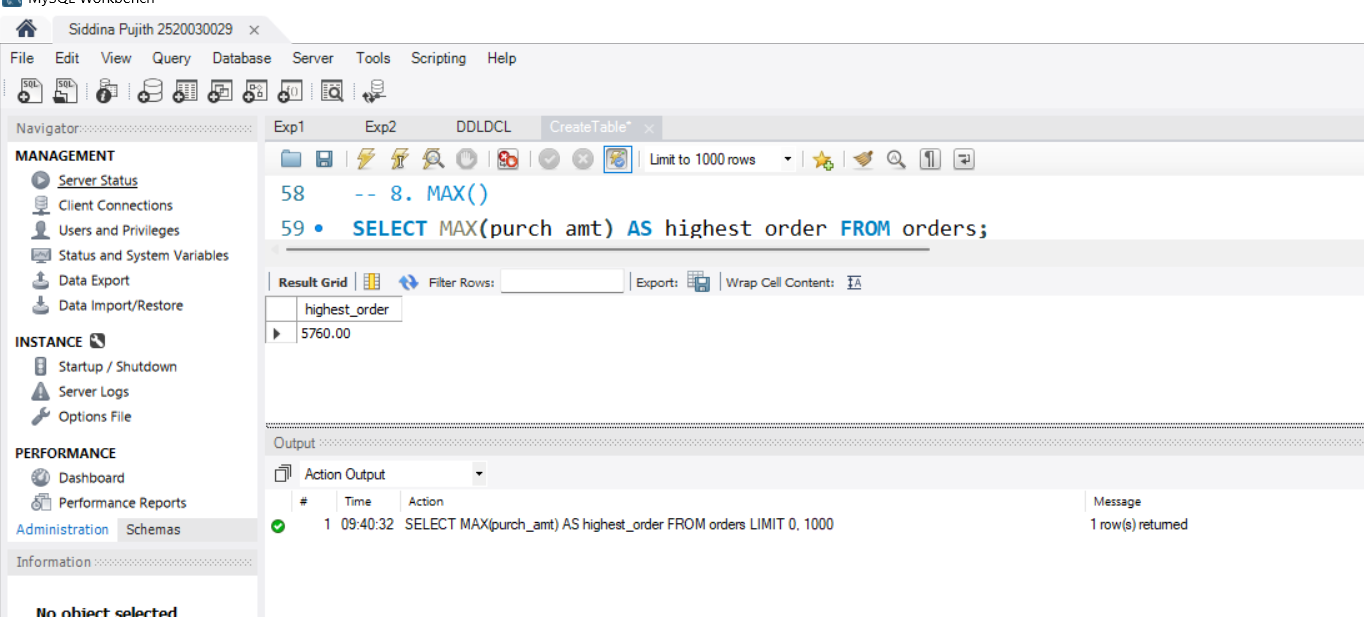 MySQL Workbench
Siddina Pujith 2520030029
File Edit View Query Database Server Tools Scripting Help
Navigator
MANAGEMENT
Server Status
Client Connections
Users and Privileges
Status and System Variables
Data Export
Data Import/Restore
INSTANCE
Startup / Shutdown
Server Logs
Options File
PERFORMANCE
Dashboard
Performance Reports
Administration Schemas
Information
No object selected
Exp1 Exp2 DDLDCL CreateTable*
Limit to 1000 rows
58 -- 8. MAX()
59 SELECT MAX(purch_amt) AS highest_order FROM orders;
Result Grid Filter Rows: Export: Wrap Cell Content:
highest_order
5760.00
Output
Action Output
# Time Action Message
1 09:40:32 SELECT MAX(purch_amt) AS highest_order FROM orders LIMIT 0, 1000 1 row(s) returned